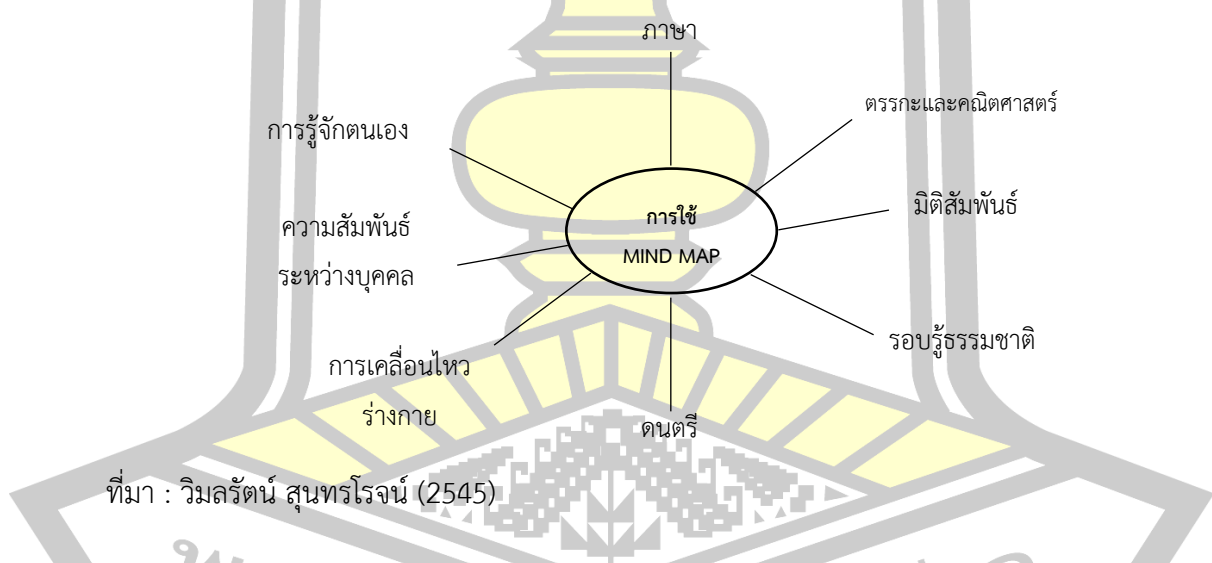 ภาษา
ตรรกะและคณิตศาสตร์
การรู้จักตนเอง
มิติสัมพันธ์
ความสัมพันธ์
ระหว่างบุคคล
การใช้
MIND MAP
รอบรู้ธรรมชาติ
การเคลื่อนไหว
ร่างกาย
ดนตรี
ที่มา : วิมลรัตน์ สุนทรโรจน์ (2545)